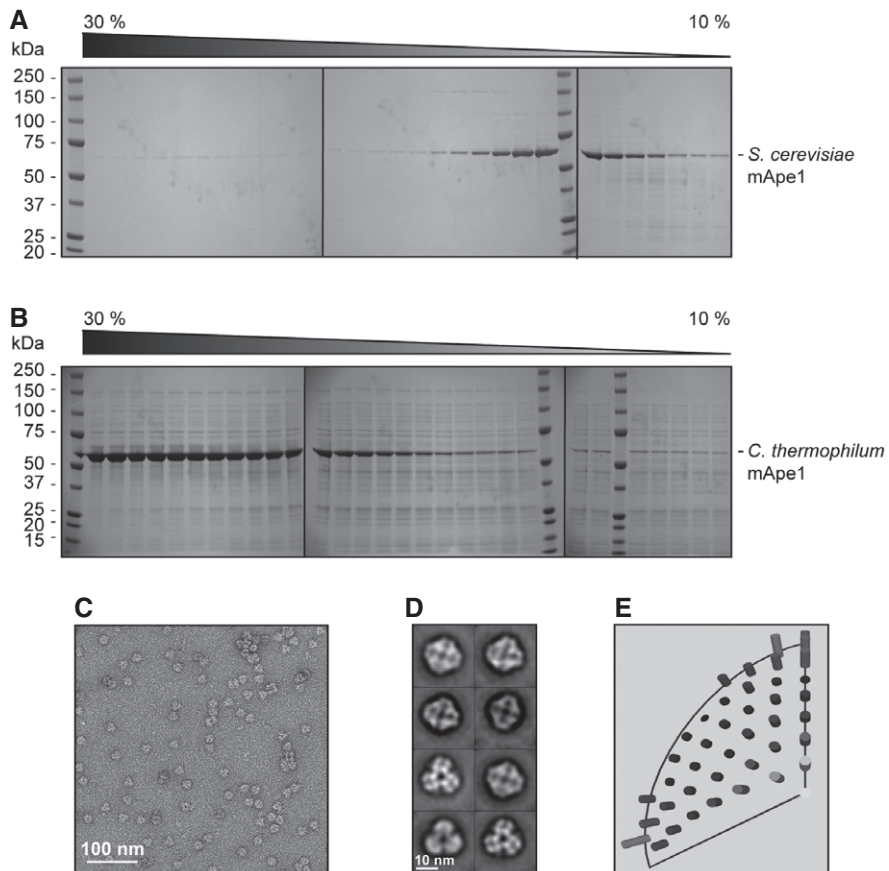 A
30 %
10 %
kDa
250 -
150 -
100 -
75 -
50 -
37 -
25 -
20 -
- S. cerevisiae
mApe1
B
30 %
10 %
kDa
250 -
150 -
100 -
75 -
50 -
37 -
25 -
20 -
15 -
- C. thermophilum
mApe1
C
100 nm
D
10 nm
E